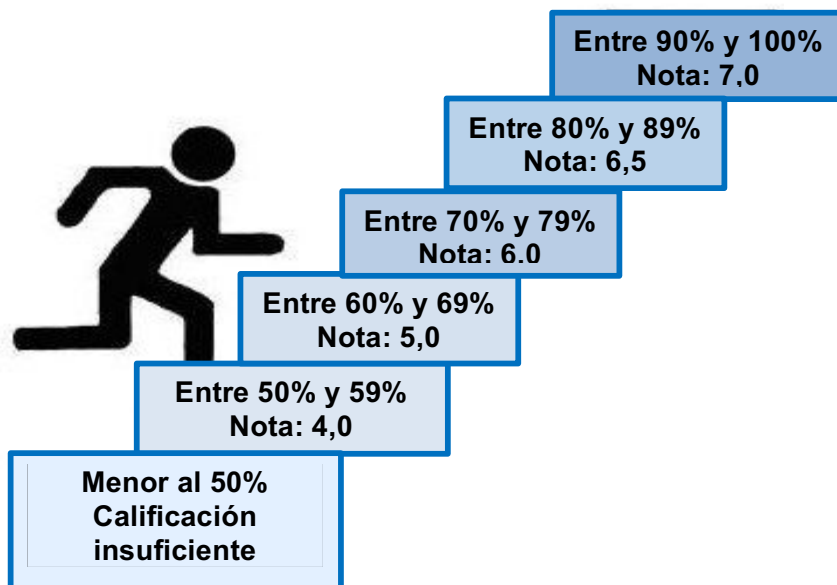 Entre 90% y 100%
Nota: 7,0
Entre 80% y 89%
Nota: 6,5
Entre 70% y 79%
Nota: 6,0
Entre 60% y 69%
Nota: 5,0
Entre 50% y 59%
Nota: 4,0
Menor al 50%
Calificación
insuficiente